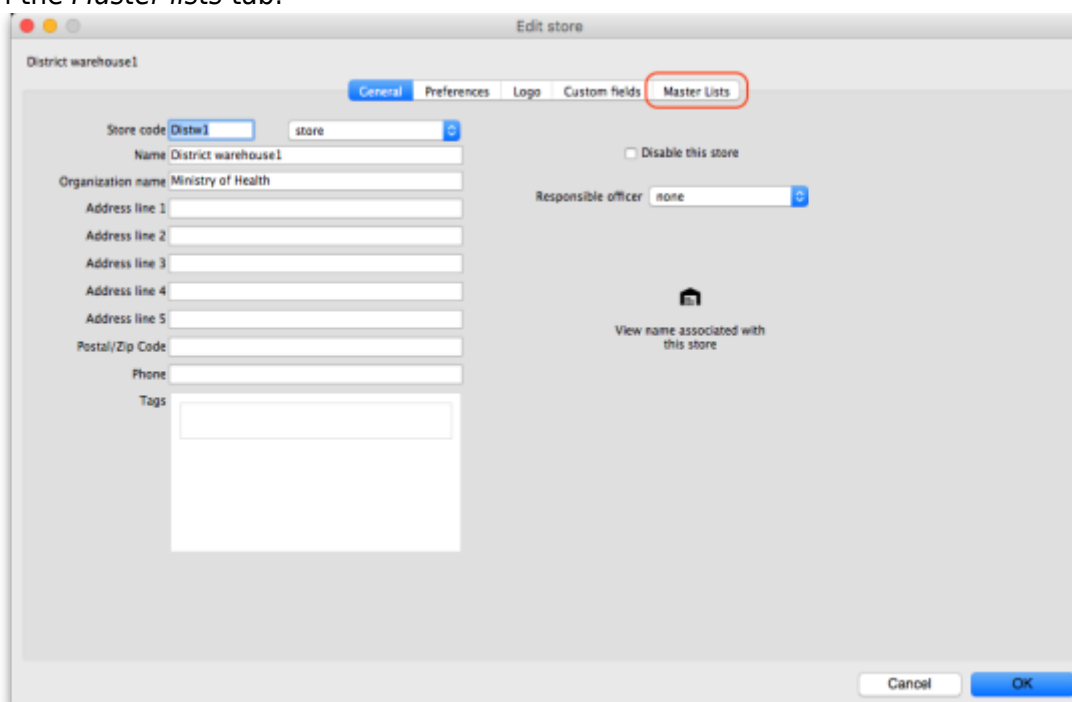 the Master lists tab.
Edit store
District warehouse1
General Preferences Logo Custom fields Master Lists
Store code Distw1 store
Name District warehouse1
Disable this store
Organization name Ministry of Health
Responsible officer none
Address line 1
Address line 2
Address line 3
Address line 4
Address line 5
View name associated with
this store
Postal/Zip Code
Phone
Tags
Cancel OK